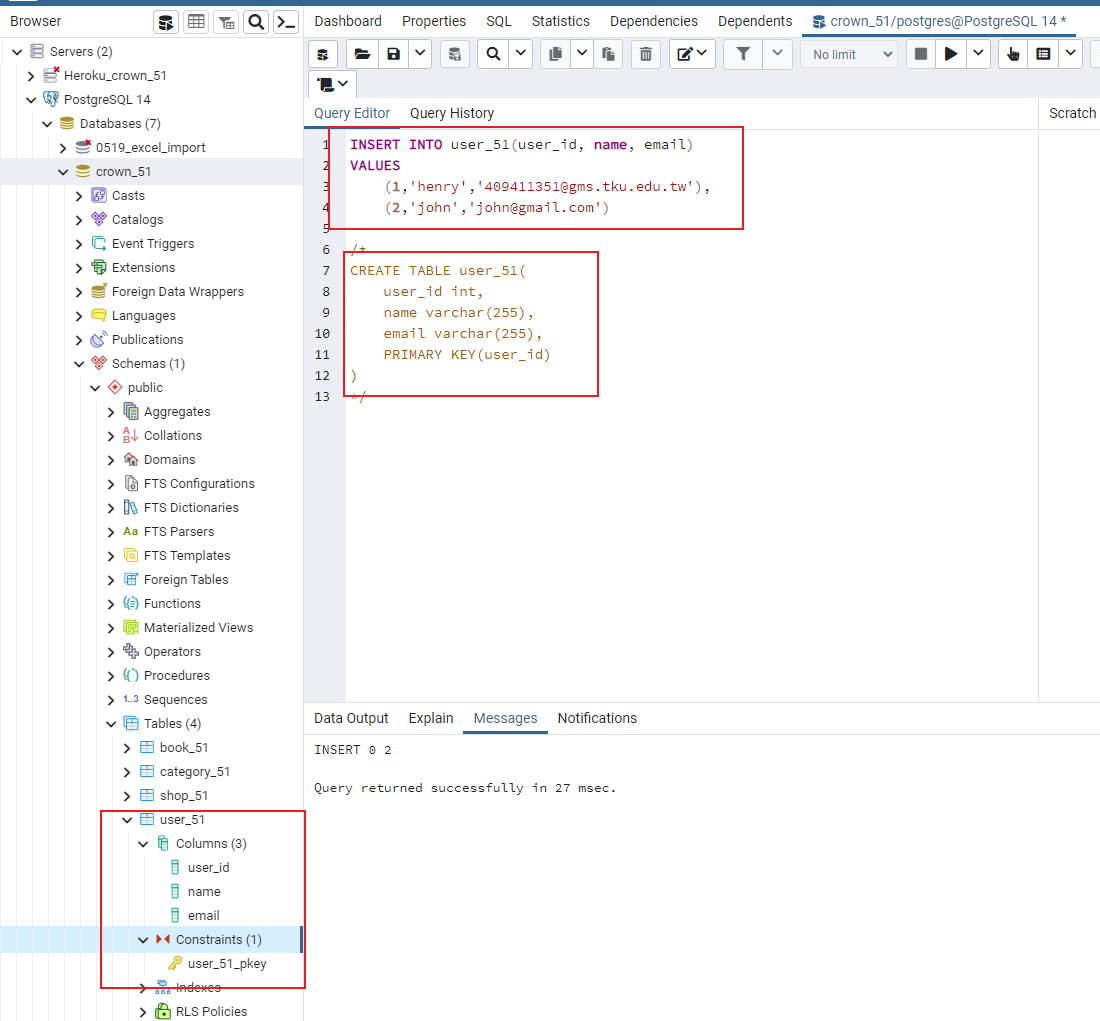 Browser
Servers (2)
Heroku_crown_51
PostgreSQL 14
Databases (7)
0519_excel_import
crown_51
Casts
Catalogs
Event Triggers
Extensions
Foreign Data Wrappers
Languages
Publications
Schemas (1)
public
Aggregates
Collations
Domains
FTS Configurations
FTS Dictionaries
Aa FTS Parsers
FTS Templates
Foreign Tables
Functions
Materialized Views
Operators
Procedures
1..3 Sequences
Tables (4)
book_51
category_51
shop_51
user_51
Columns (3)
user_id
name
email
Constraints (1)
user_51_pkey
Indexes
RLS Policies
Dashboard Properties SQL Statistics Dependencies Dependents crown_51/postgres@PostgreSQL 14 *
No limit
Query Editor Query History Scratch
1 INSERT INTO user_51(user_id, name, email)
2 VALUES
3 (1,'henry','409411351@gms.tku.edu.tw'),
4 (2,'john','john@gmail.com')
5
6 /*
7 CREATE TABLE user_51(
8 user_id int,
9 name varchar(255),
10 email varchar(255),
11 PRIMARY KEY(user_id)
12 )
13 */
Data Output Explain Messages Notifications
INSERT 0 2
Query returned successfully in 27 msec.